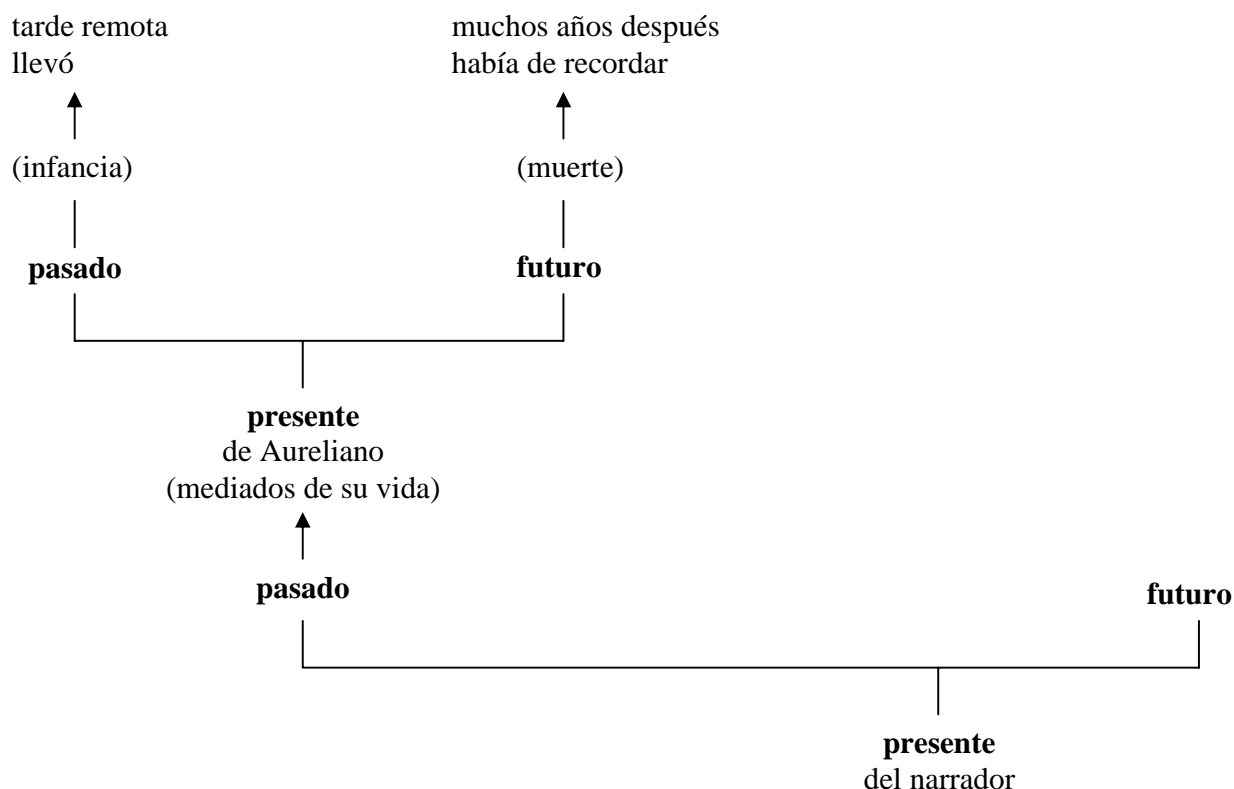 tarde remota
llevó
muchos años después
había de recordar
(infancia)
(muerte)
pasado
futuro
presente
de Aureliano
(mediados de su vida)
pasado
futuro
presente
del narrador